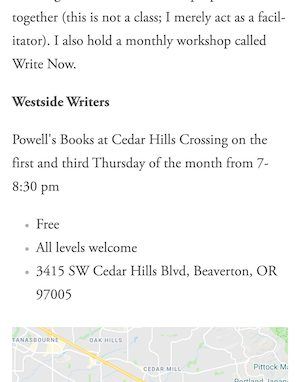 together (this is not a class; I merely act as a facil-
itator). I also hold a monthly workshop called
Write Now.
Westside Writers
Powell's Books at Cedar Hills Crossing on the
first and third Thursday of the month from 7-
8:30 pm
Free
All levels welcome
3415 SW Cedar Hills Blvd, Beaverton, OR
97005
TANASBOURNE
OAK HILLS
CEDAR MILL
Pittock Ma
Portland Japan